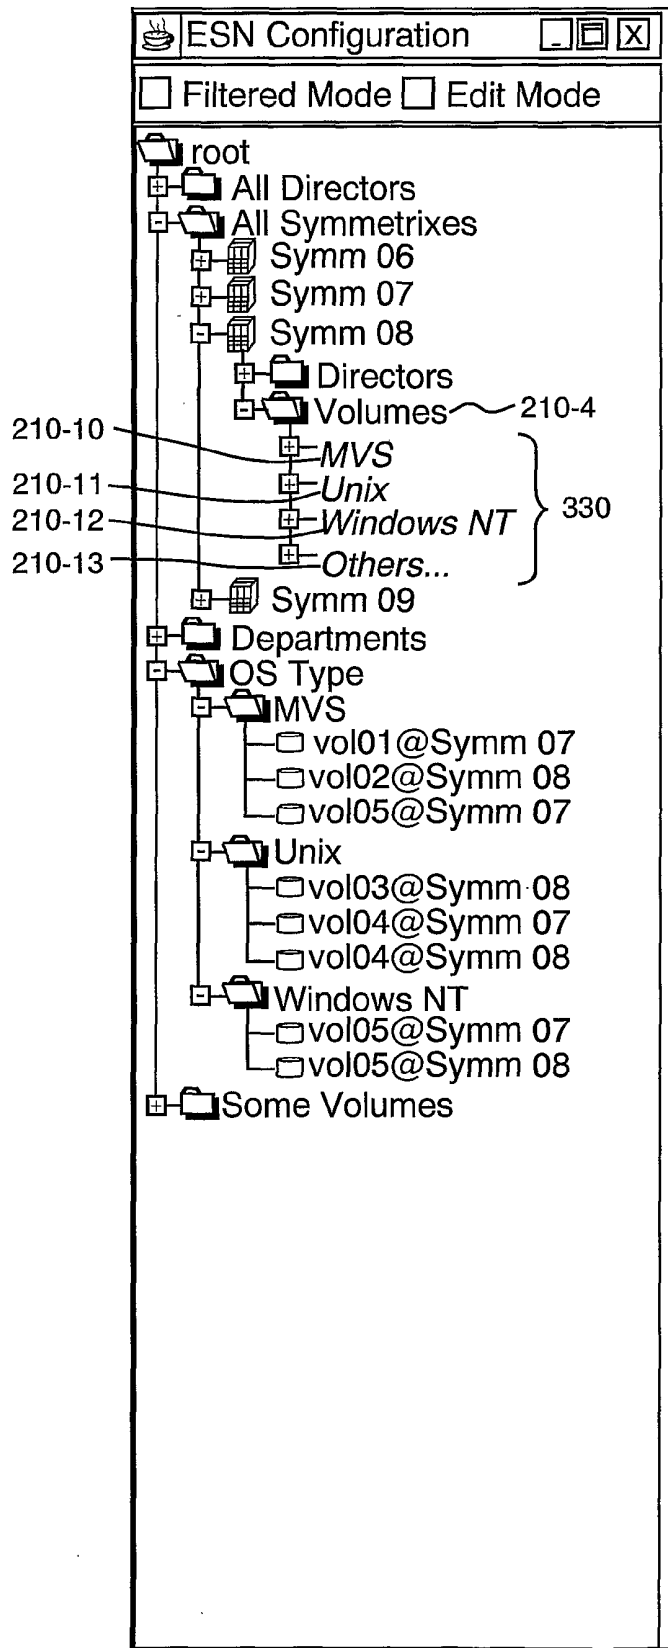 ESN Configuration
Filtered Mode Edit Mode
root
All Directors
All Symmetrixes
Symm 06
Symm 07
Symm 08
Directors
Volumes 210-4
210-10 MVS
210-11 Unix
210-12 Windows NT 330
210-13 Others...
Symm 09
Departments
OS Type
MVS
vol01@Symm 07
vol02@Symm 08
vol05@Symm 07
Unix
vol03@Symm 08
vol04@Symm 07
vol04@Symm 08
Windows NT
vol05@Symm 07
vol05@Symm 08
Some Volumes